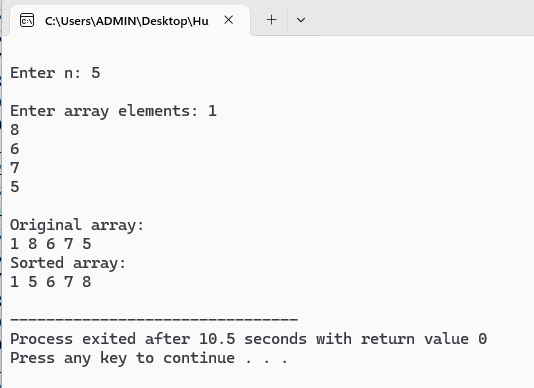 C:\Users\ADMIN\Desktop\Hu
Enter n: 5
Enter array elements: 1
8
6
7
5
Original array:
1 8 6 7 5
Sorted array:
1 5 6 7 8
--------------------------------
Process exited after 10.5 seconds with return value 0
Press any key to continue . . .